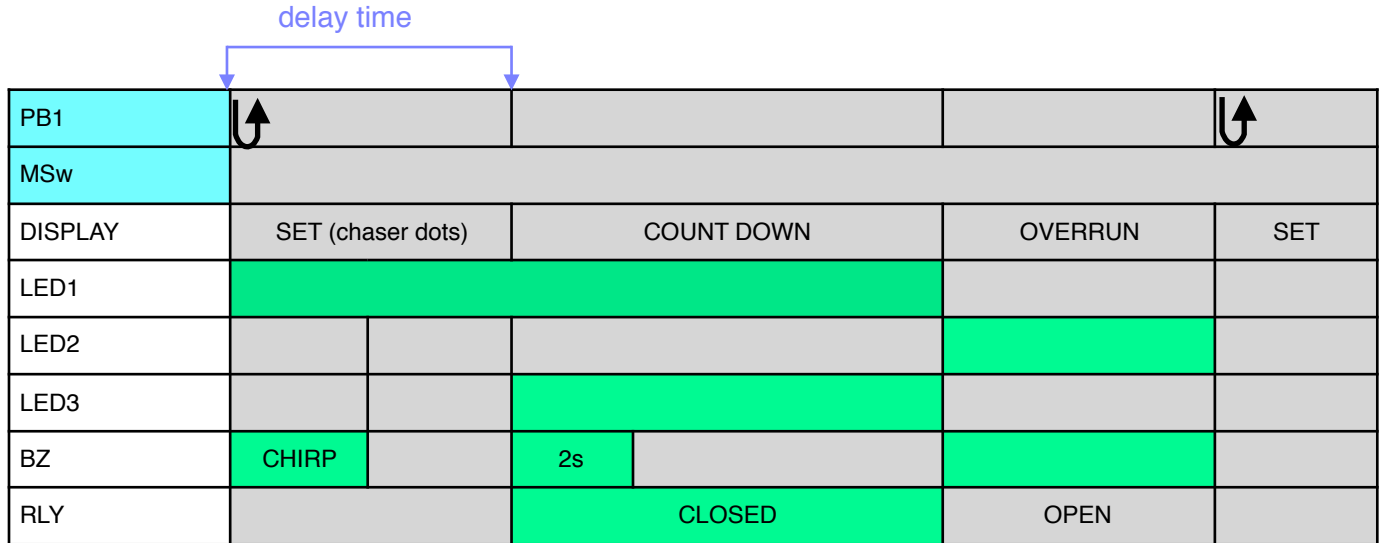 delay time
PB1
MSw
DISPLAY SET (chaser dots) COUNT DOWN OVERRUN SET
LED1
LED2
LED3
BZ CHIRP 2s
RLY CLOSED OPEN